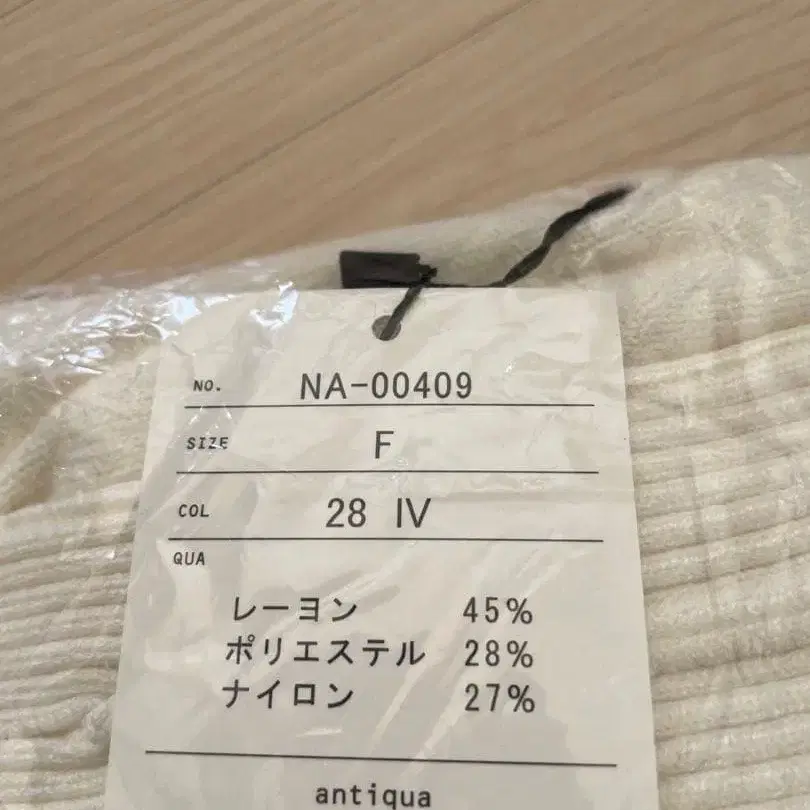 NO. NA-00409
SIZE F
COL 28 IV
QUA
レーヨン 45%
ポリエステル 28%
ナイロン 27%
antiqua